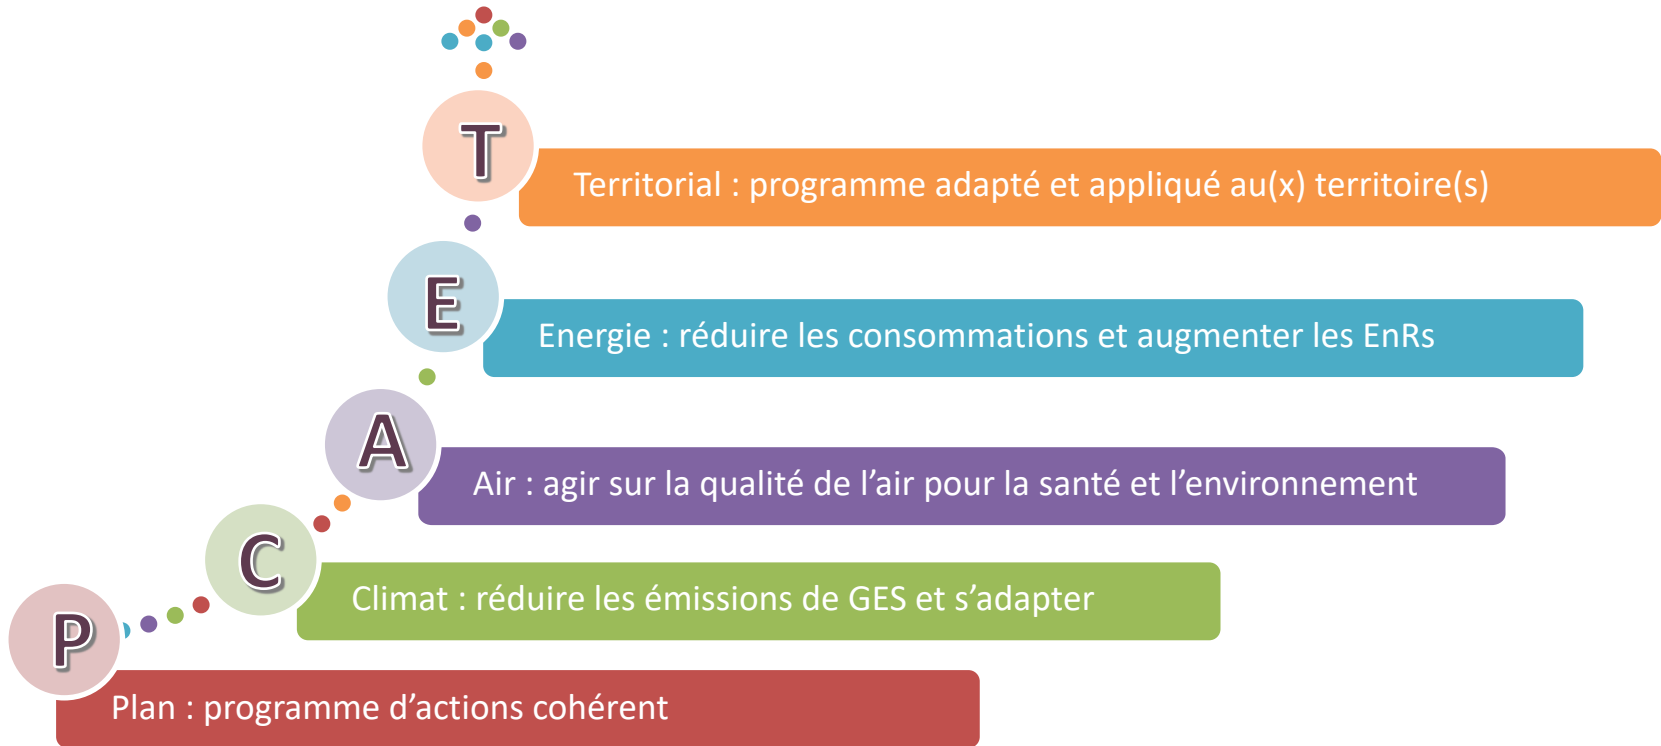 T
Territorial : programme adapté et appliqué au(x) territoire(s)
E
Energie : réduire les consommations et augmenter les EnRs
A
Air : agir sur la qualité de l’air pour la santé et l’environnement
C
Climat : réduire les émissions de GES et s’adapter
P
Plan : programme d’actions cohérent